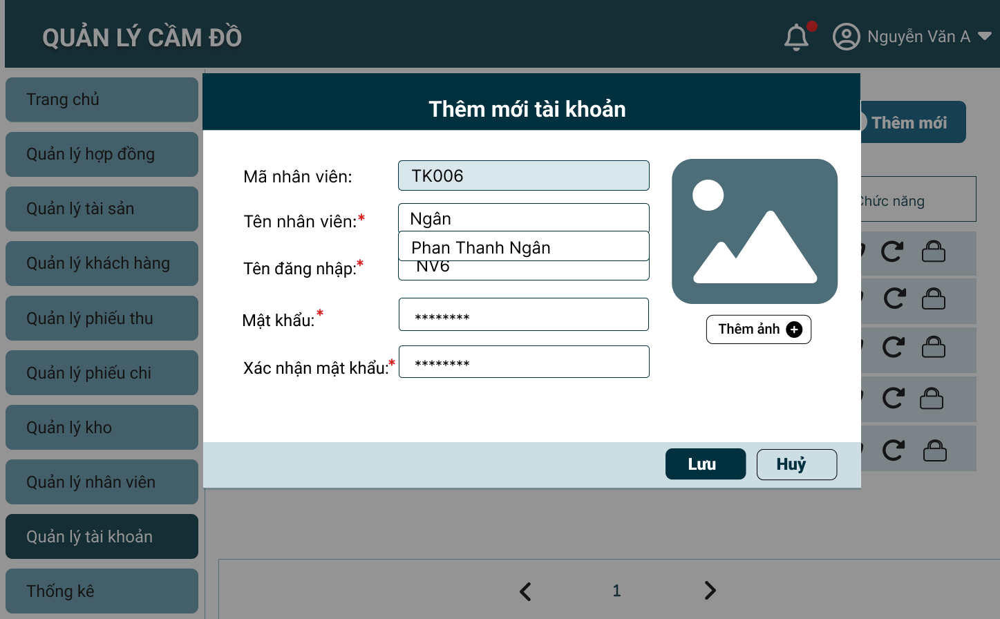 QUẢN LÝ CẦM ĐỒ
Nguyễn Văn A
Trang chủ
Quản lý hợp đồng
Quản lý tài sản
Quản lý khách hàng
Quản lý phiếu thu
Quản lý phiếu chi
Quản lý kho
Quản lý nhân viên
Quản lý tài khoản
Thống kê
Thêm mới
Chức năng
Thêm mới tài khoản
Mã nhân viên:
TK006
Tên nhân viên:*
Ngân
Phan Thanh Ngân
Tên đăng nhập:*
NV6
Mật khẩu:*
********
Xác nhận mật khẩu:*
********
Thêm ảnh
Lưu
Huỷ
1